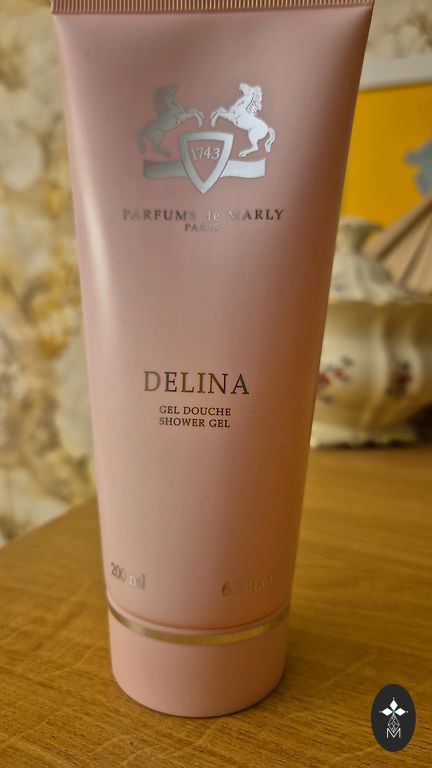 1743
PARFUMS de MARLY
PARIS
DELINA
GEL DOUCHE
SHOWER GEL
200 ml
M